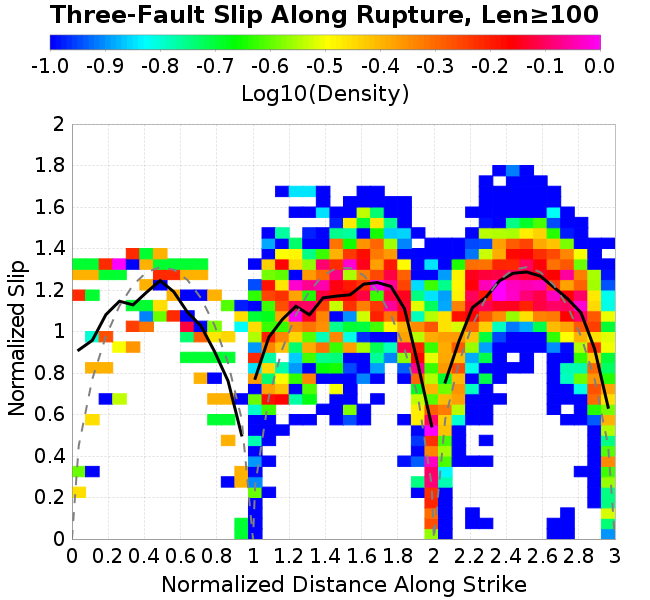 Three-Fault Slip Along Rupture, Len≥100
-1.0 -0.9 -0.8 -0.7 -0.6 -0.5 -0.4 -0.3 -0.2 -0.1 0.0
Log10(Density)
2
1.8
1.6
1.4
1.2
1
0.8
0.6
0.4
0.2
0
Normalized Slip
0 0.2 0.4 0.6 0.8 1 1.2 1.4 1.6 1.8 2 2.2 2.4 2.6 2.8 3
Normalized Distance Along Strike